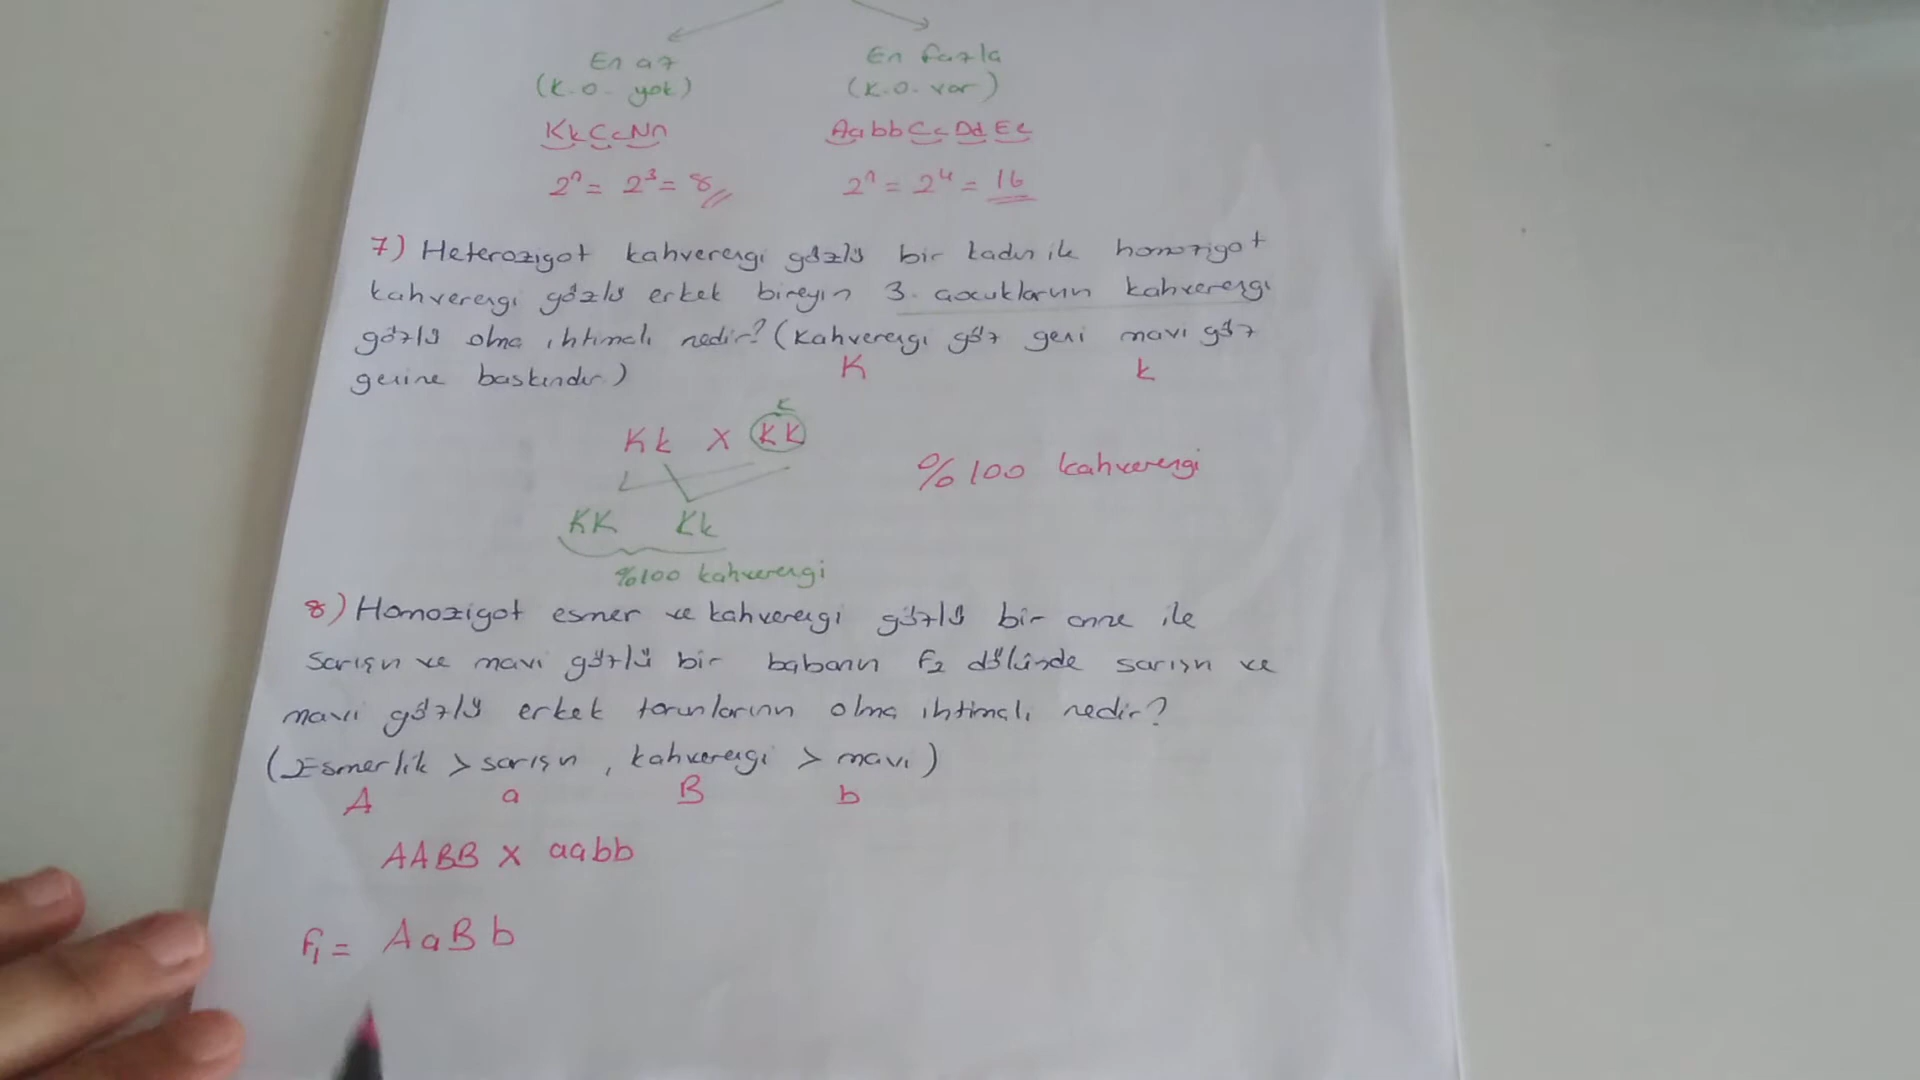 En az
En fazla
(K.O. yok)
(K.O. var)
KkCcNn
AabbCcDdEe
2ⁿ = 2³ = 8
2ⁿ = 2⁴ = 16
7) Heterozigot kahverengi gözlü bir kadın ile homozigot
kahverengi gözlü erkek bireyin 3. çocuklarının kahverengi
gözlü olma ihtimali nedir? (Kahverengi göz geni mavi göz
K
k
genine baskındır.)
Kk X KK
%100 kahverengi
KK Kk
%100 kahverengi
8) Homozigot esmer ve kahverengi gözlü bir anne ile
sarışın ve mavi gözlü bir babanın F₂ dölünde sarışın ve
mavi gözlü erkek torunlarının olma ihtimali nedir?
(Esmerlik > sarışın, kahverengi > mavi)
A a B b
AABB X aabb
F₁ = AaBb